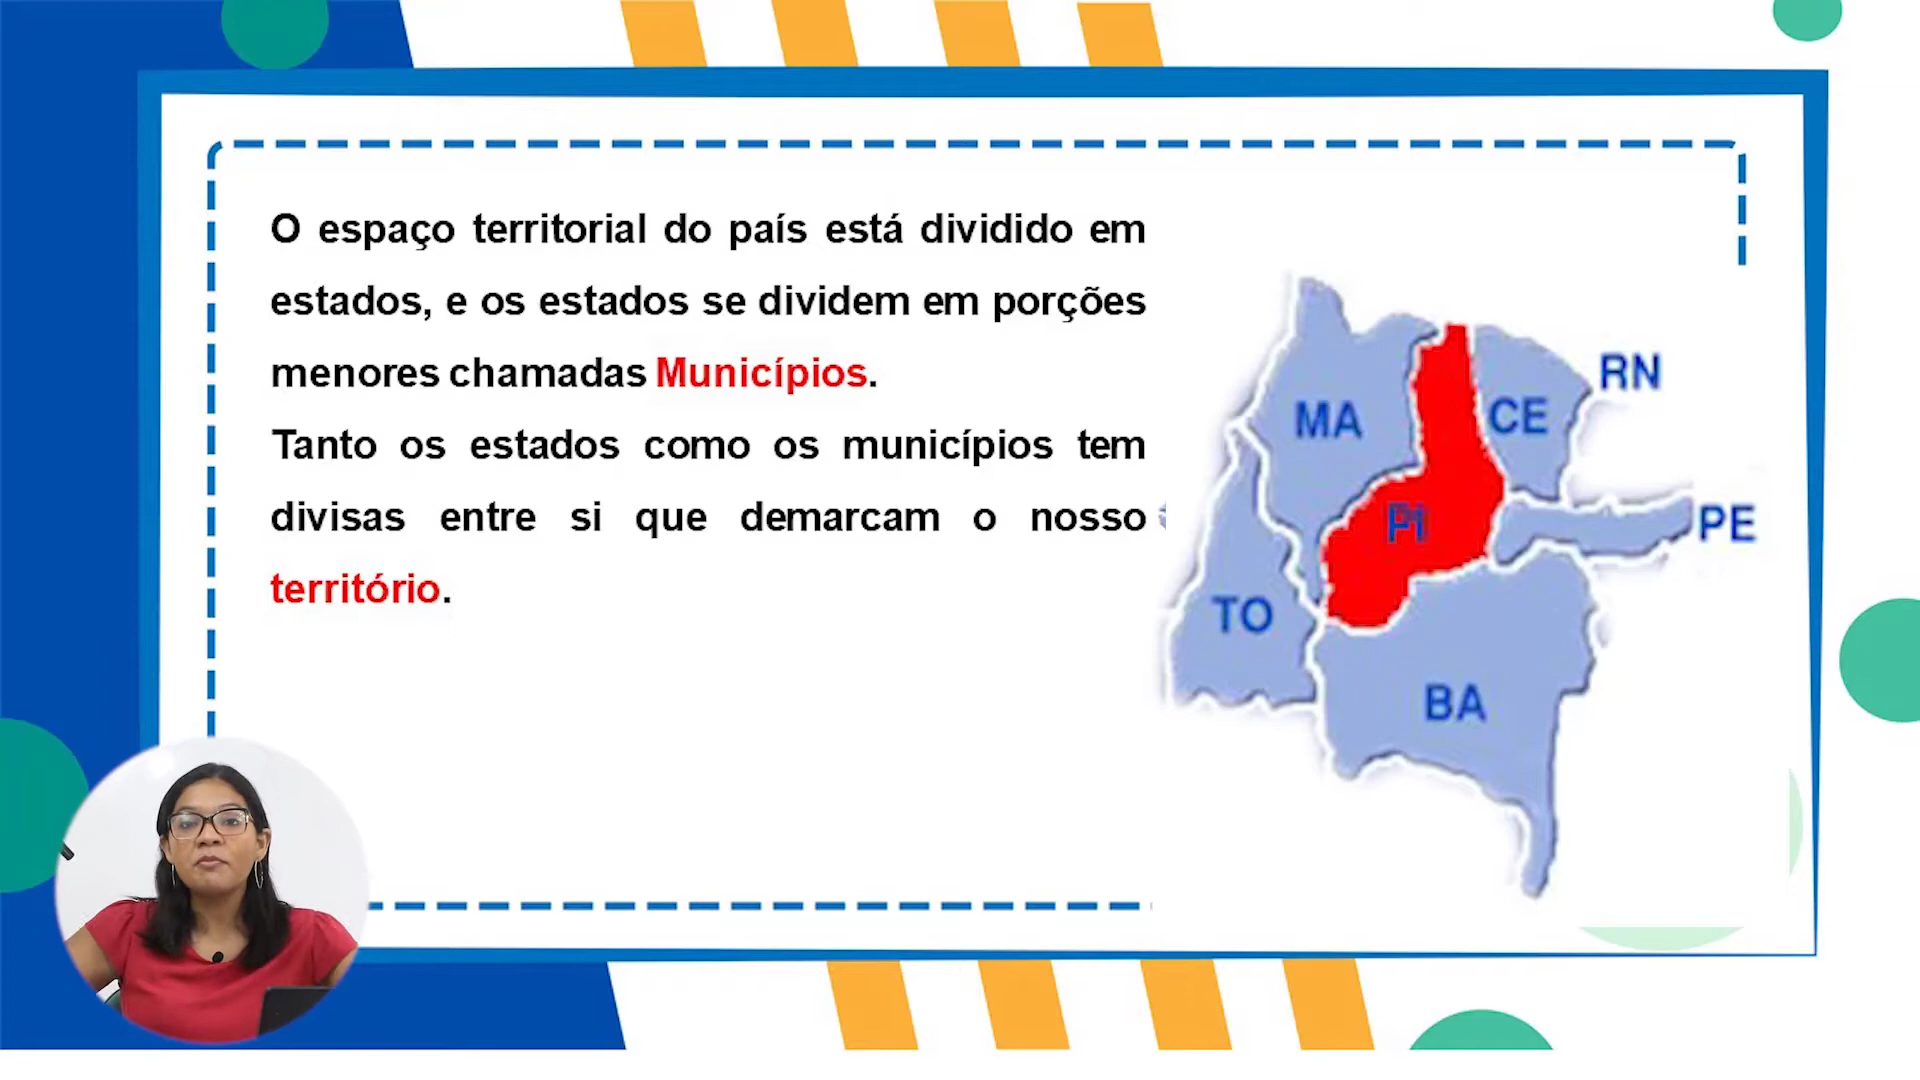 O espaço territorial do país está dividido em
estados, e os estados se dividem em porções
menores chamadas Municípios.
Tanto os estados como os municípios tem
divisas entre si que demarcam o nosso
território.
RN
MA
CE
PI
PE
TO
BA